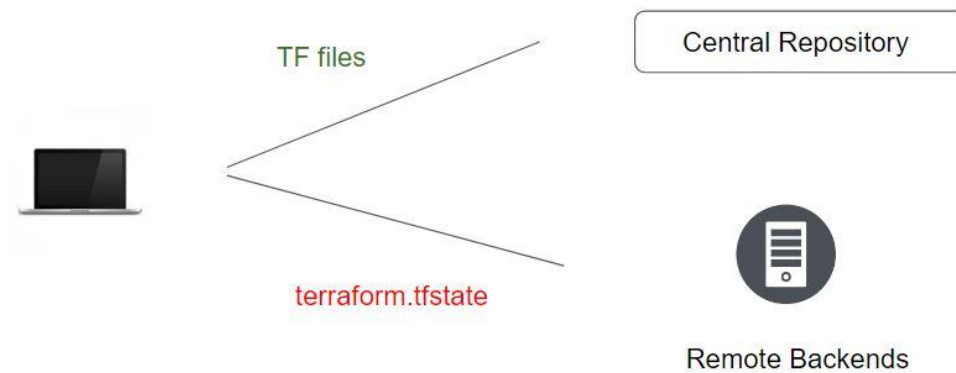 TF files
Central Repository
terraform.tfstate
Remote Backends